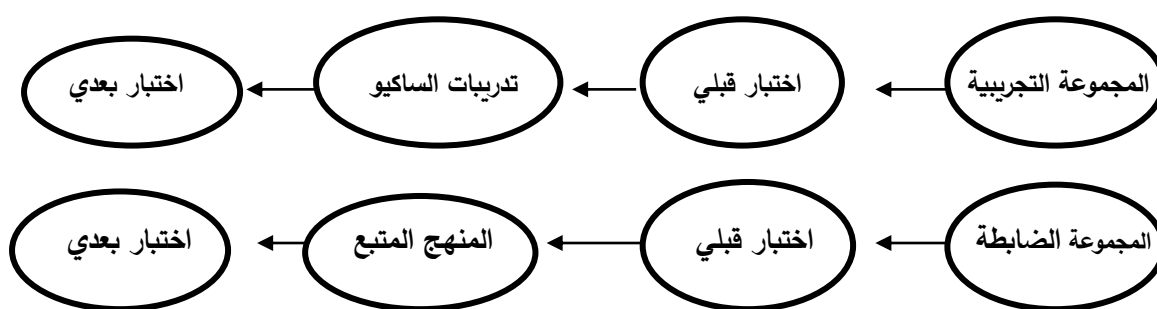 المجموعة التجريبية
اختبار قبلي
تدريبات الساكيو
اختبار بعدي
المجموعة الضابطة
اختبار قبلي
المنهج المتبع
اختبار بعدي